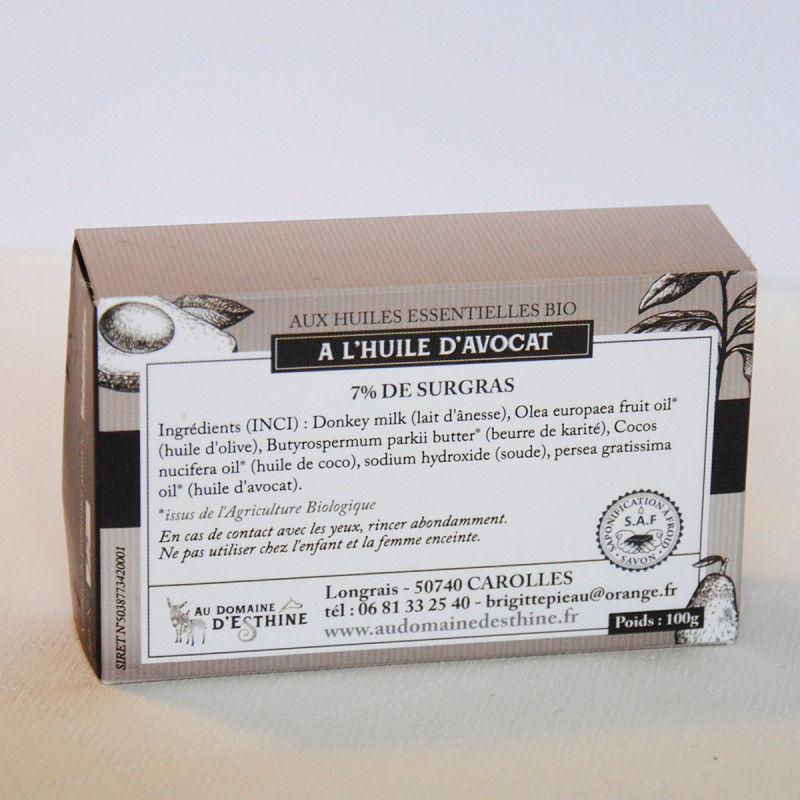 AUX HUILES ESSENTIELLES BIO
A L'HUILE D'AVOCAT
7% DE SURGRAS
Ingrédients (INCI) : Donkey milk (lait d'ânesse), Olea europaea fruit oil*
(huile d'olive), Butyrospermum parkii butter* (beurre de karité), Cocos
nucifera oil* (huile de coco), sodium hydroxide (soude), persea gratissima
oil* (huile d'avocat).
*issus de l'Agriculture Biologique
En cas de contact avec les yeux, rincer abondamment.
Ne pas utiliser chez l'enfant et la femme enceinte.
SAPONIFICATION À FROID
S.A.F
SAVON
AU DOMAINE
D'ESTHINE
Longrais - 50740 CAROLLES
tél : 06 81 33 25 40 - brigittepieau@orange.fr
www.audomainedesthine.fr
Poids : 100g
SIRET N°5038773420001